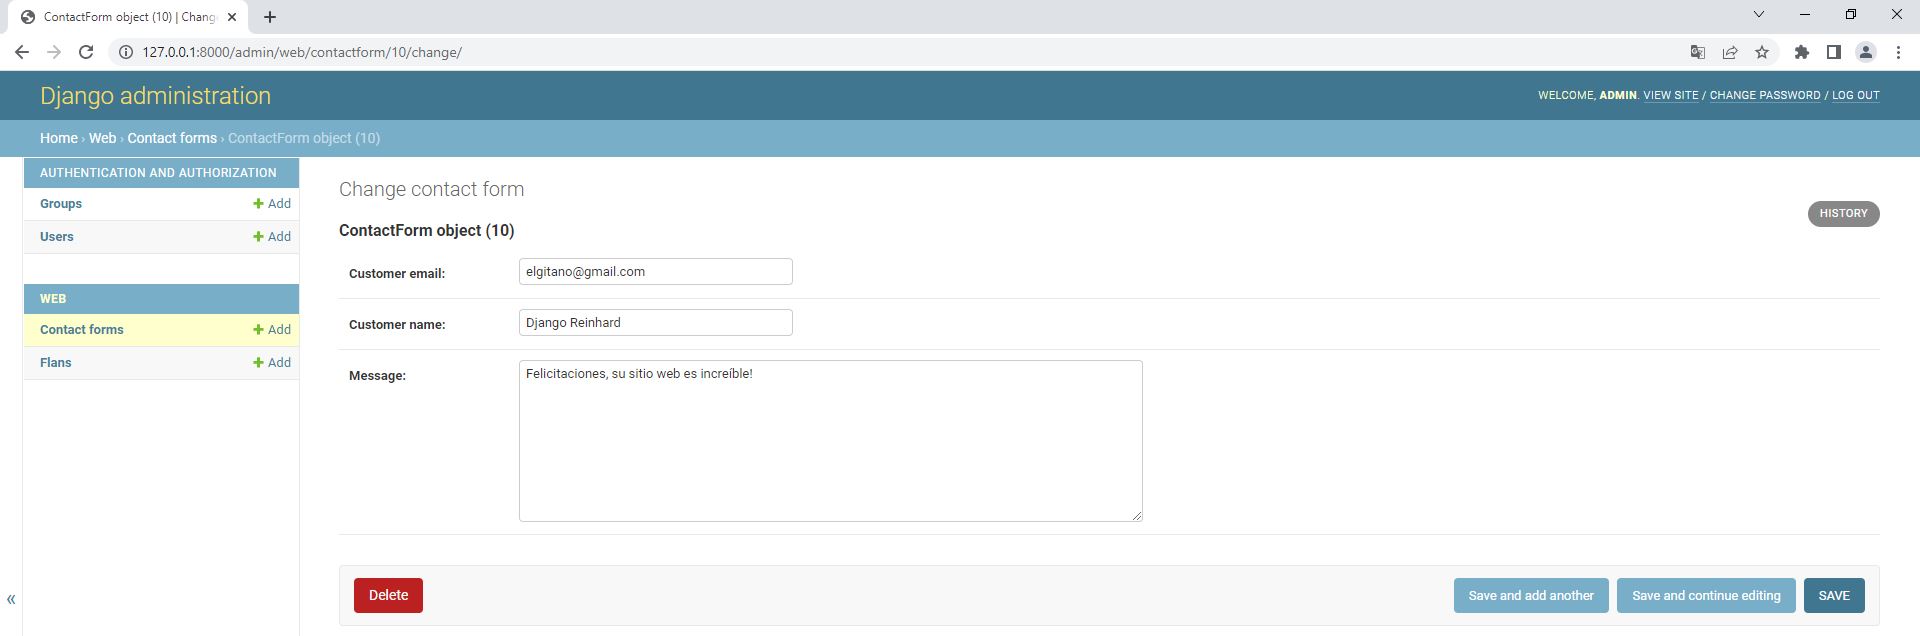 ContactForm object (10) | Chang
127.0.0.1:8000/admin/web/contactform/10/change/
Django administration
WELCOME, ADMIN. VIEW SITE / CHANGE PASSWORD / LOG OUT
Home › Web › Contact forms › ContactForm object (10)
AUTHENTICATION AND AUTHORIZATION
Groups + Add
Users + Add
WEB
Contact forms + Add
Flans + Add
«
Change contact form
HISTORY
ContactForm object (10)
Customer email: elgitano@gmail.com
Customer name: Django Reinhard
Message: Felicitaciones, su sitio web es increíble!
Delete
Save and add another Save and continue editing SAVE